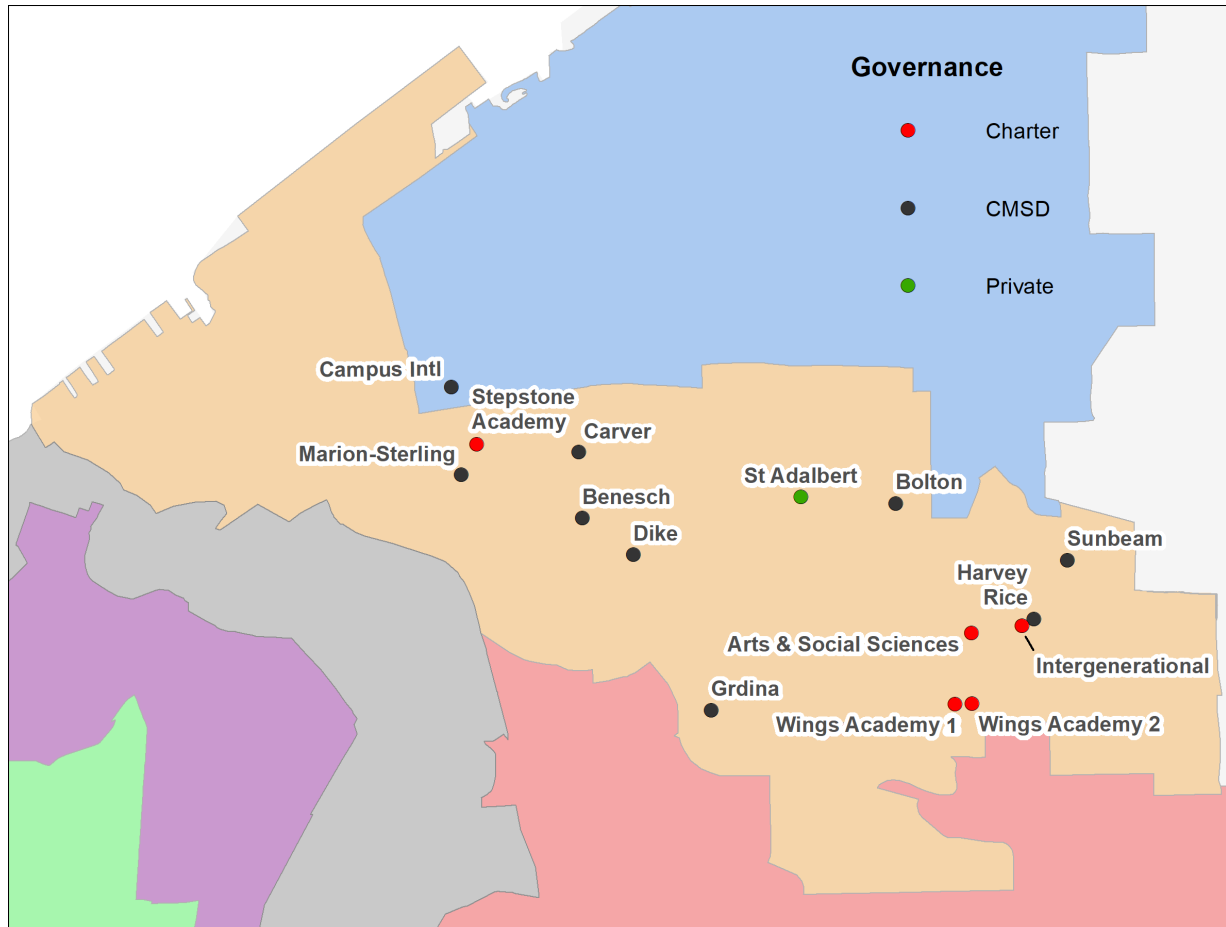 Governance
Charter
CMSD
Private
Campus Intl
Stepstone
Academy
Carver
Marion-Sterling
St Adalbert
Bolton
Benesch
Dike
Sunbeam
Harvey
Rice
Arts & Social Sciences
Intergenerational
Grdina
Wings Academy 1
Wings Academy 2